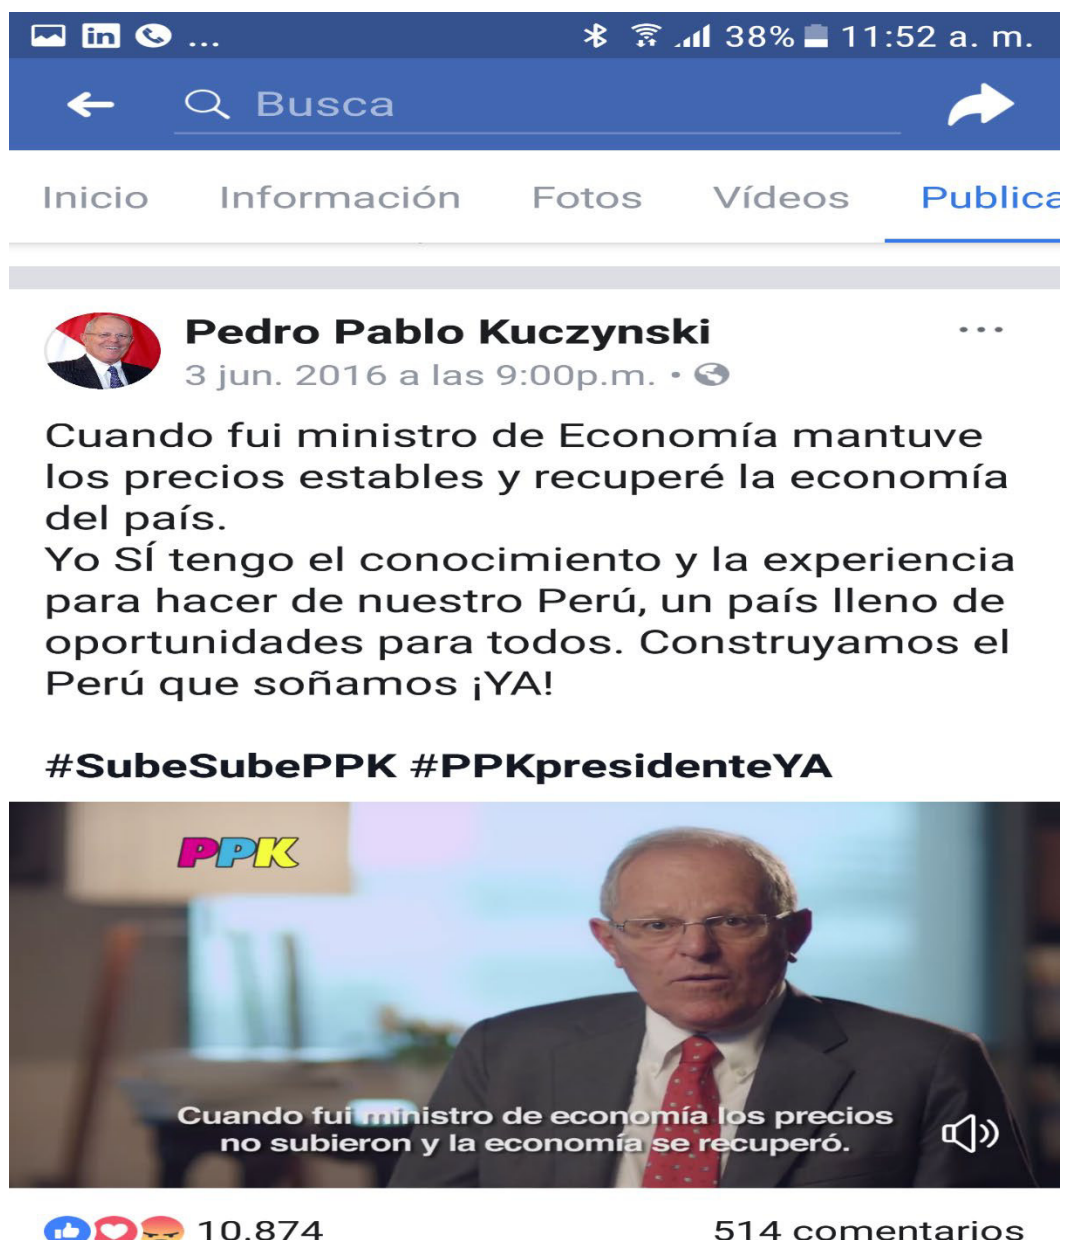 in ... 38% 11:52 a. m.
Busca
Inicio Información Fotos Vídeos Publica
Pedro Pablo Kuczynski ...
3 jun. 2016 a las 9:00p.m. •
Cuando fui ministro de Economía mantuve
los precios estables y recuperé la economía
del país.
Yo SÍ tengo el conocimiento y la experiencia
para hacer de nuestro Perú, un país lleno de
oportunidades para todos. Construyamos el
Perú que soñamos ¡YA!
#SubeSubePPK #PPKpresidenteYA
PPK
Cuando fui ministro de economía los precios
no subieron y la economía se recuperó.
10.874 514 comentarios